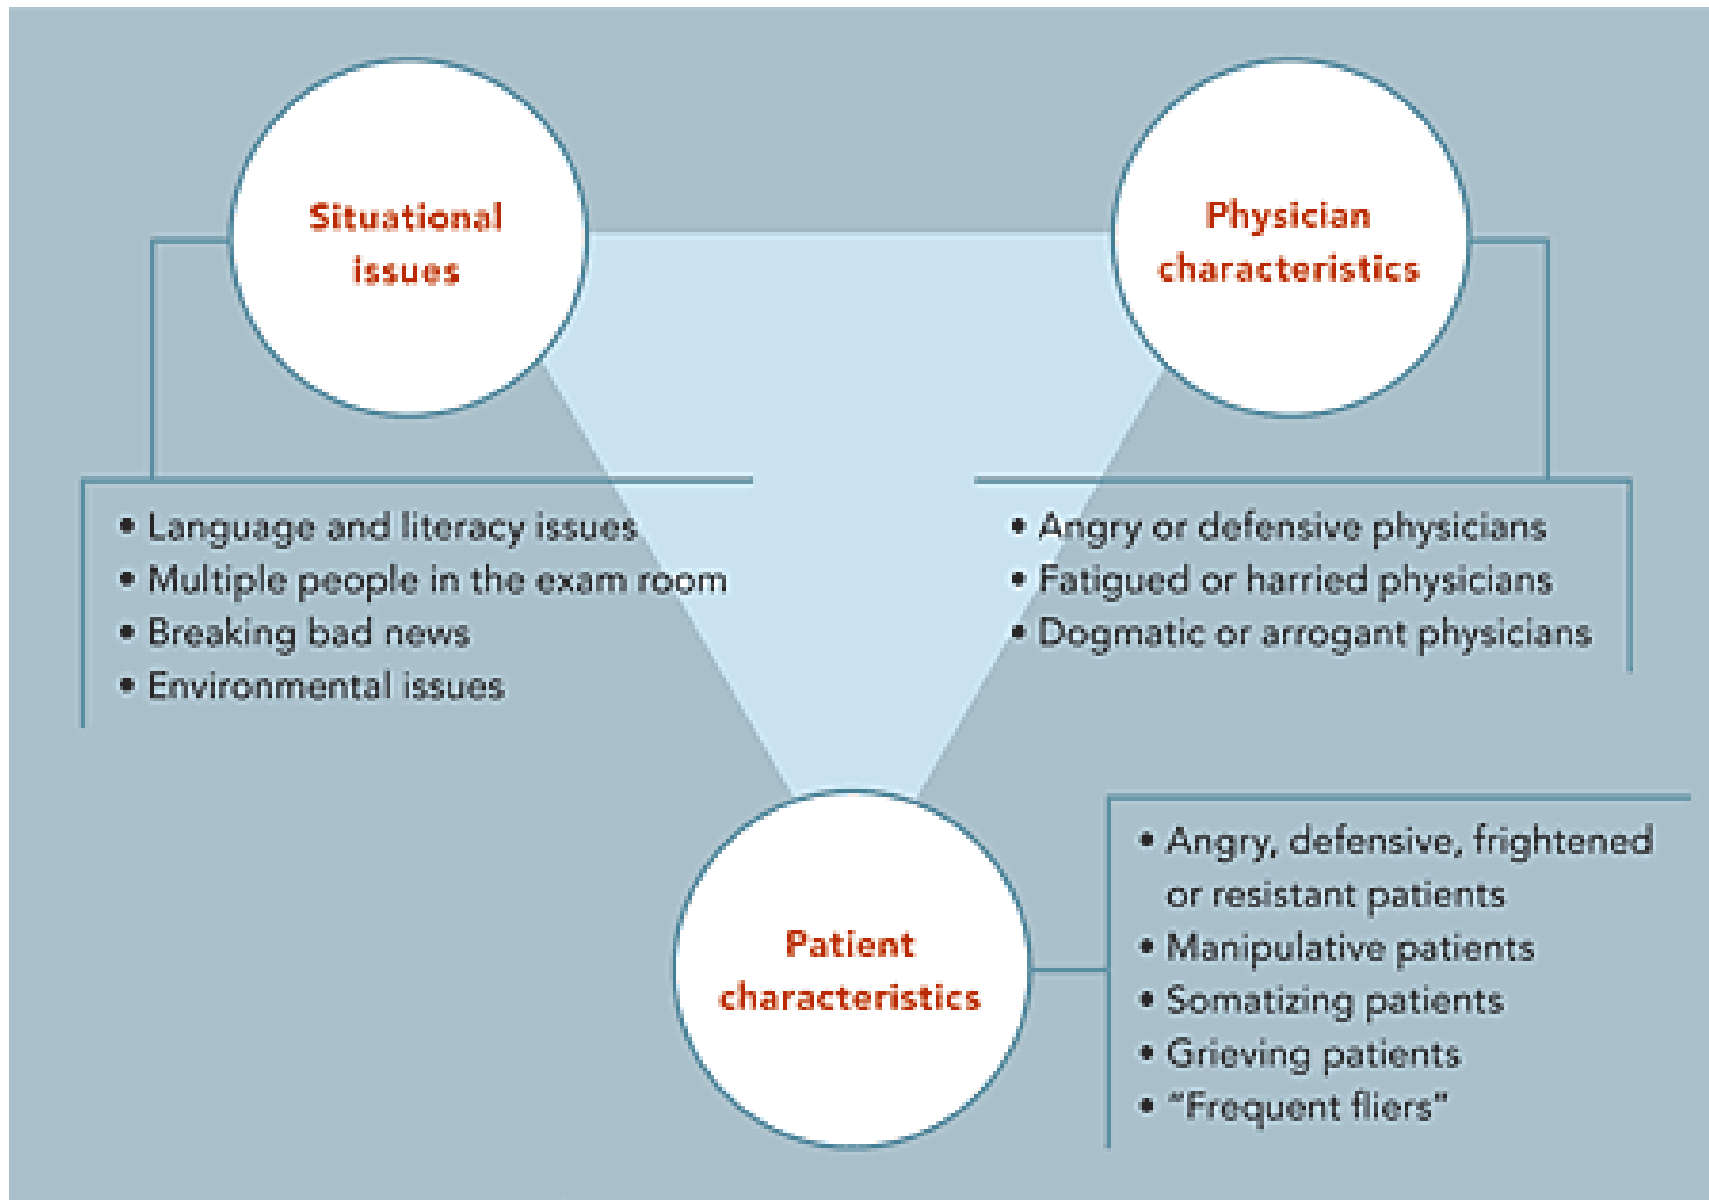 Situational
issues
• Language and literacy issues
• Multiple people in the exam room
• Breaking bad news
• Environmental issues
Physician
characteristics
• Angry or defensive physicians
• Fatigued or harried physicians
• Dogmatic or arrogant physicians
Patient
characteristics
• Angry, defensive, frightened
or resistant patients
• Manipulative patients
• Somatizing patients
• Grieving patients
• “Frequent fliers”